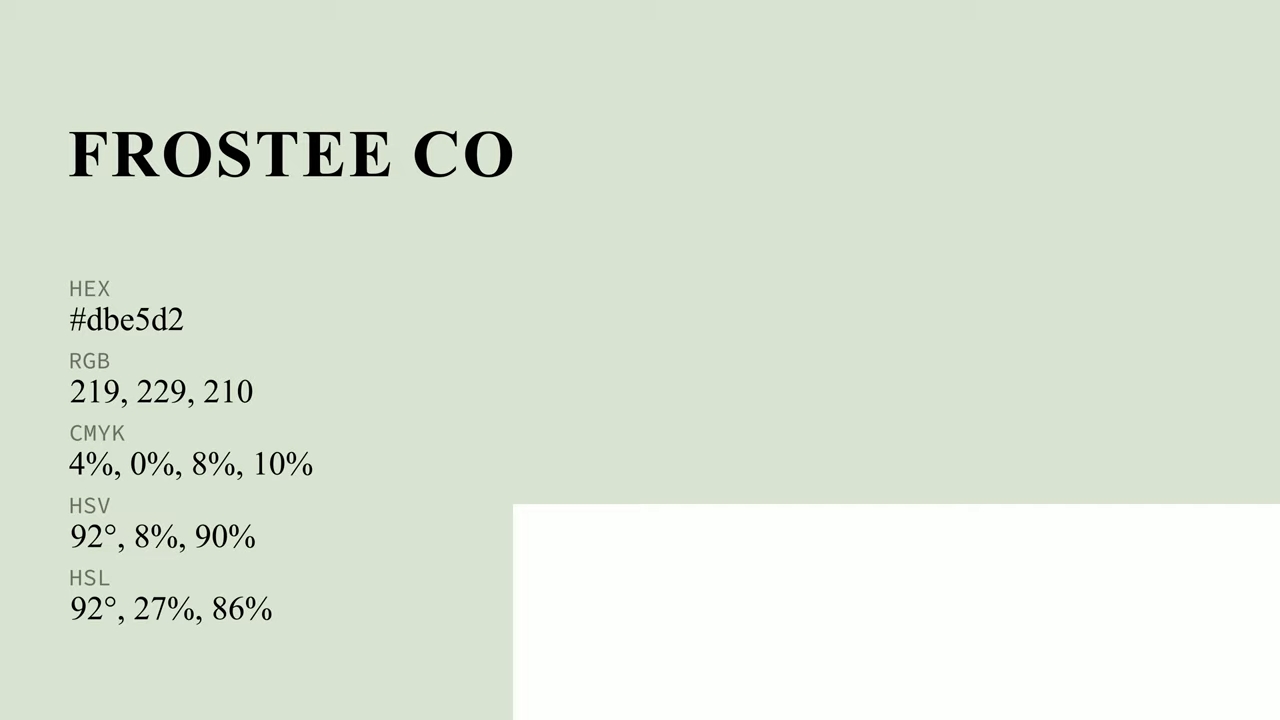 FROSTEE CO
HEX
#dbe5d2
RGB
219, 229, 210
CMYK
4%, 0%, 8%, 10%
HSV
92°, 8%, 90%
HSL
92°, 27%, 86%